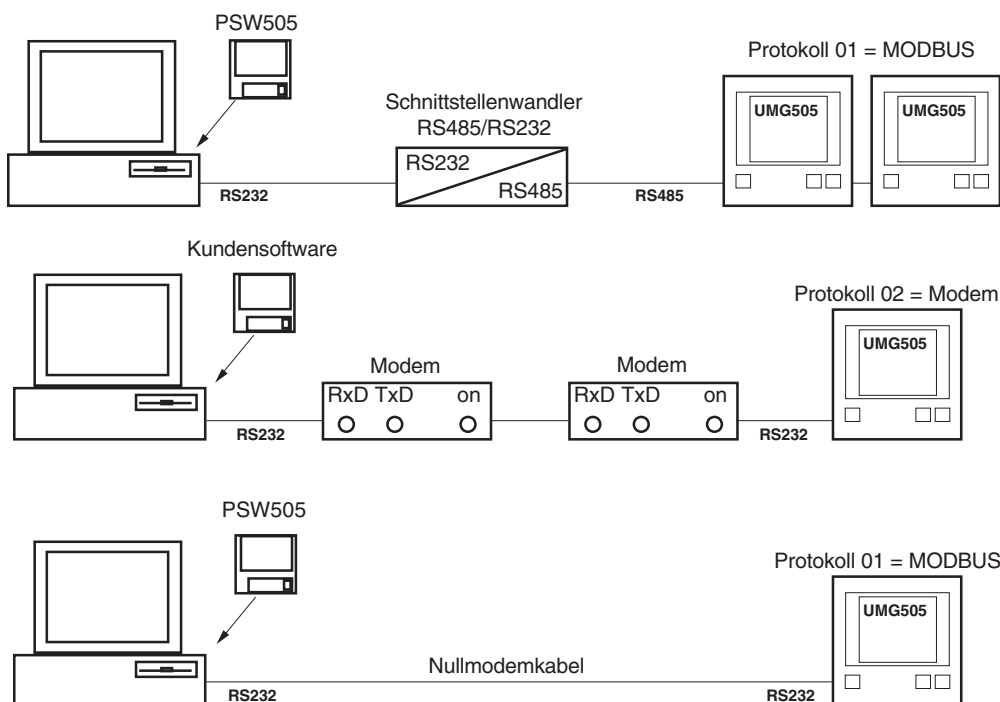 PSW505
Protokoll 01 = MODBUS
Schnittstellenwandler
RS485/RS232
UMG505
UMG505
RS232
RS485
RS232
RS485
Kundensoftware
Protokoll 02 = Modem
UMG505
Modem
Modem
RxD TxD on
RxD TxD on
RS232
RS232
PSW505
Protokoll 01 = MODBUS
UMG505
Nullmodemkabel
RS232
RS232